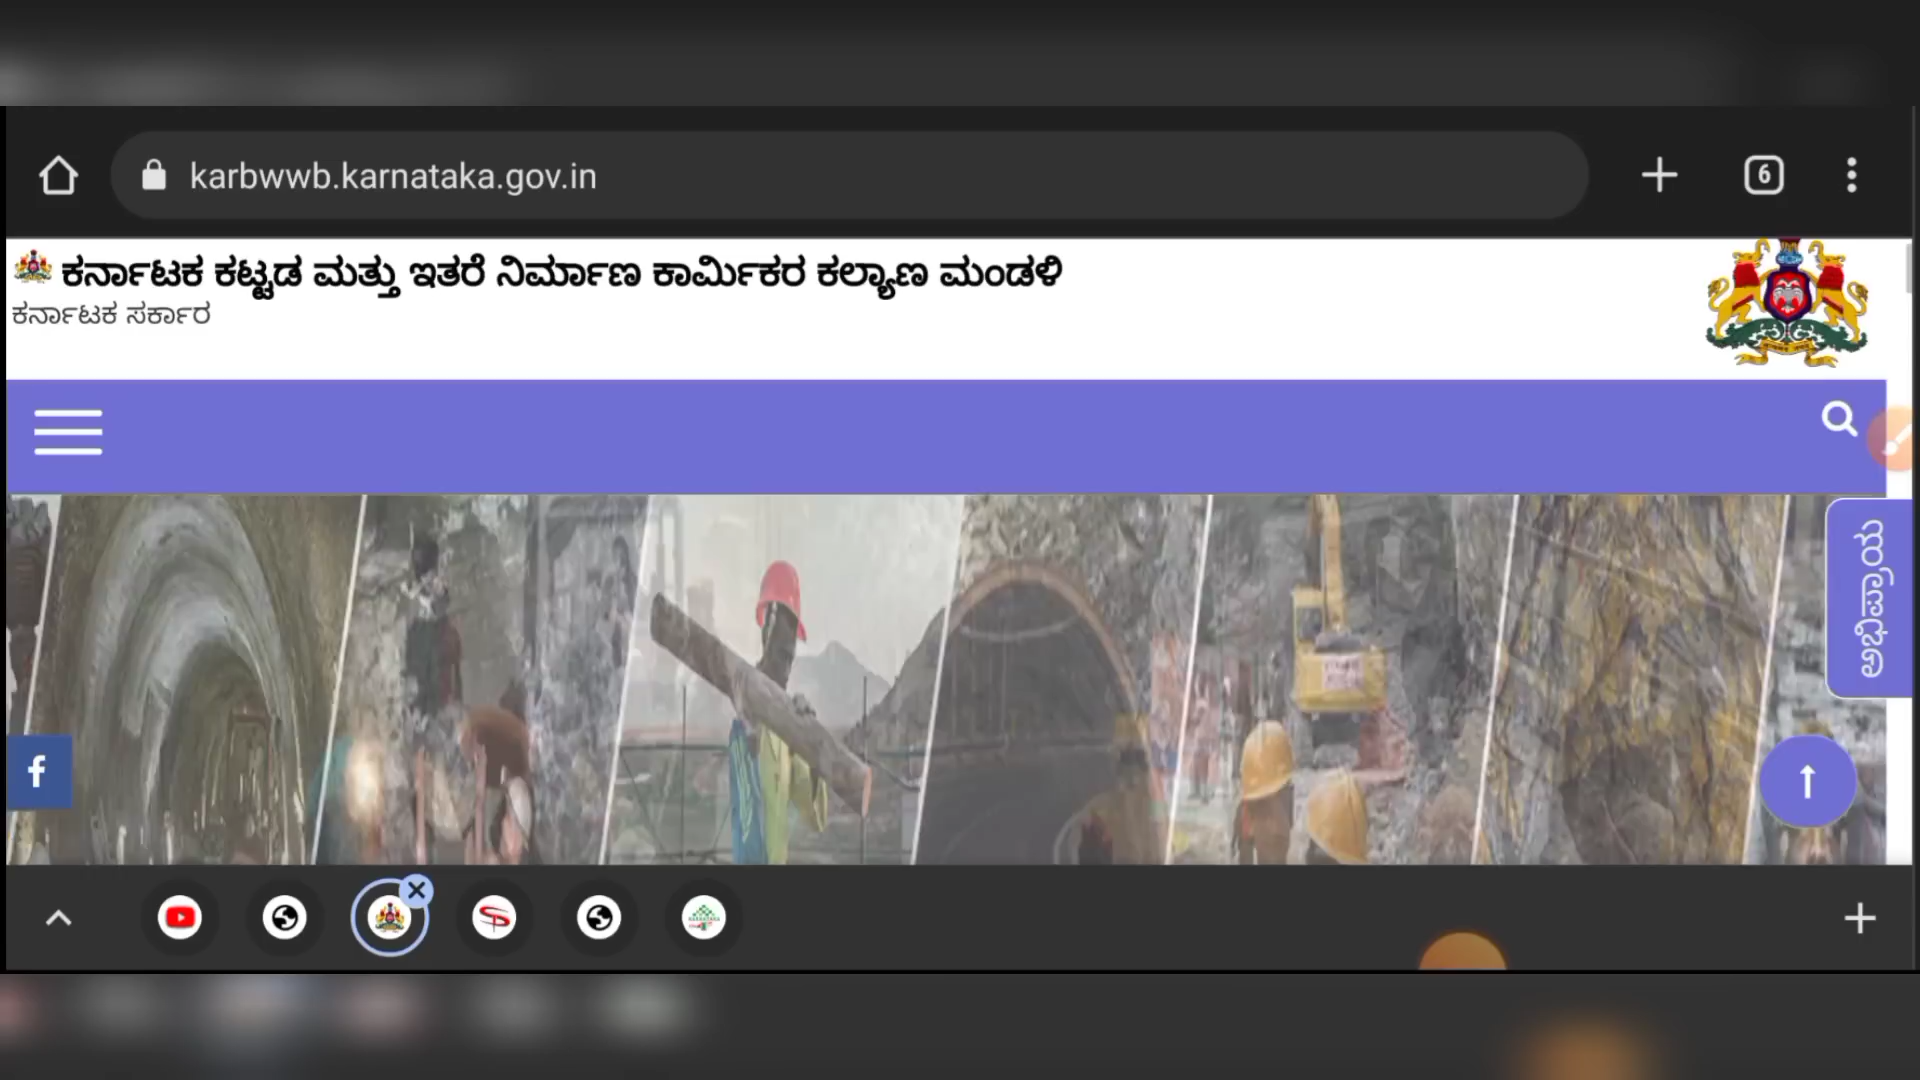 karbwwb.karnataka.gov.in
6
ಕರ್ನಾಟಕ ಕಟ್ಟಡ ಮತ್ತು ಇತರೆ ನಿರ್ಮಾಣ ಕಾರ್ಮಿಕರ ಕಲ್ಯಾಣ ಮಂಡಳಿ
ಕರ್ನಾಟಕ ಸರ್ಕಾರ
ಅಭಿಪ್ರಾಯ
f